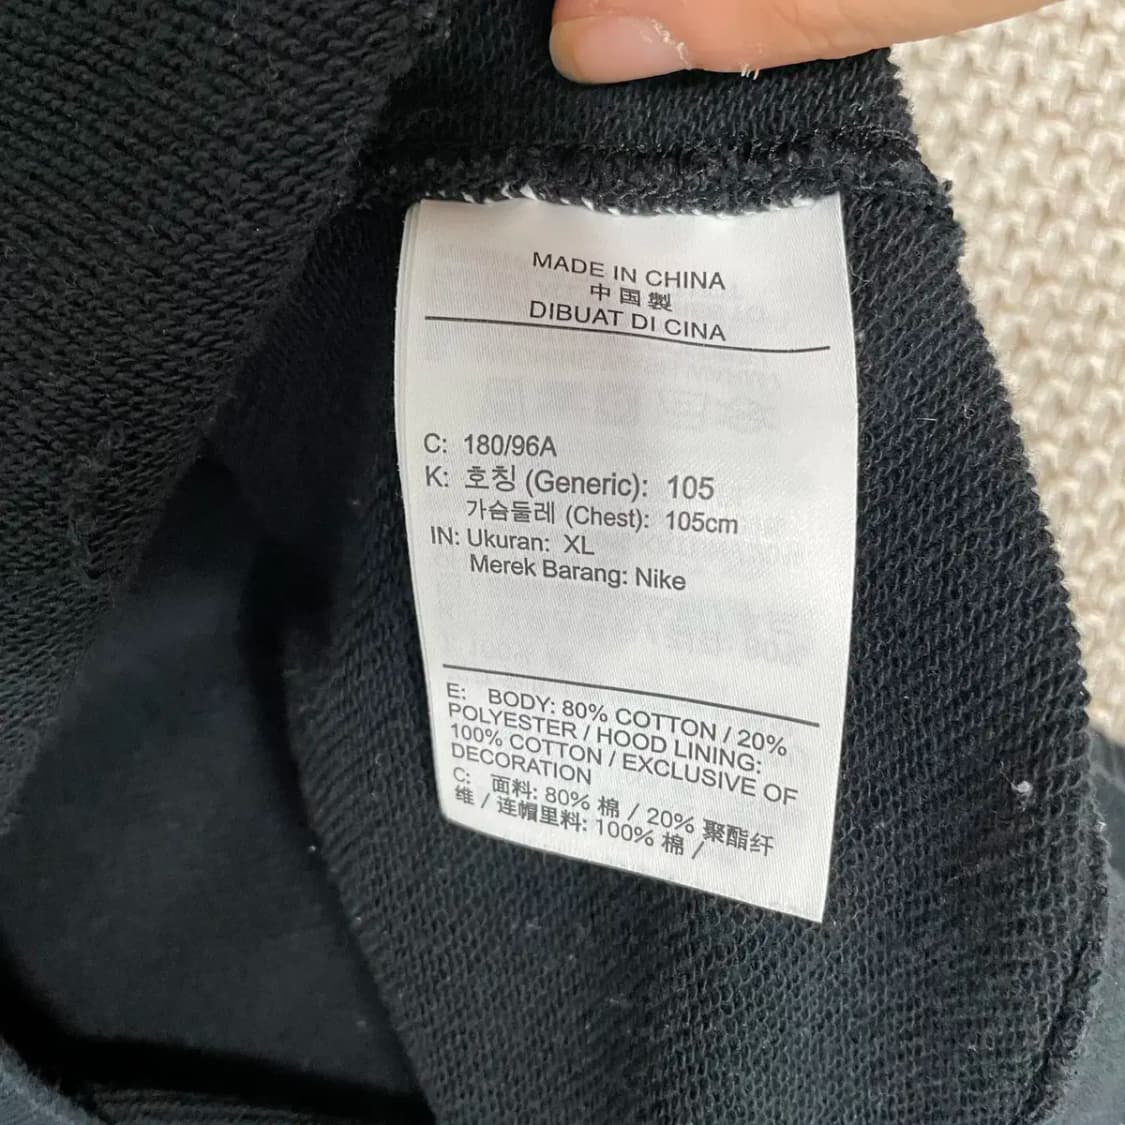 MADE IN CHINA
中国製
DIBUAT DI CINA
C: 180/96A
K: 호칭 (Generic): 105
가슴둘레 (Chest): 105cm
IN: Ukuran: XL
Merek Barang: Nike
E: BODY: 80% COTTON / 20%
POLYESTER / HOOD LINING:
100% COTTON / EXCLUSIVE OF
DECORATION
C: 面料: 80% 棉 / 20% 聚酯纤
维 / 连帽里料: 100% 棉 /